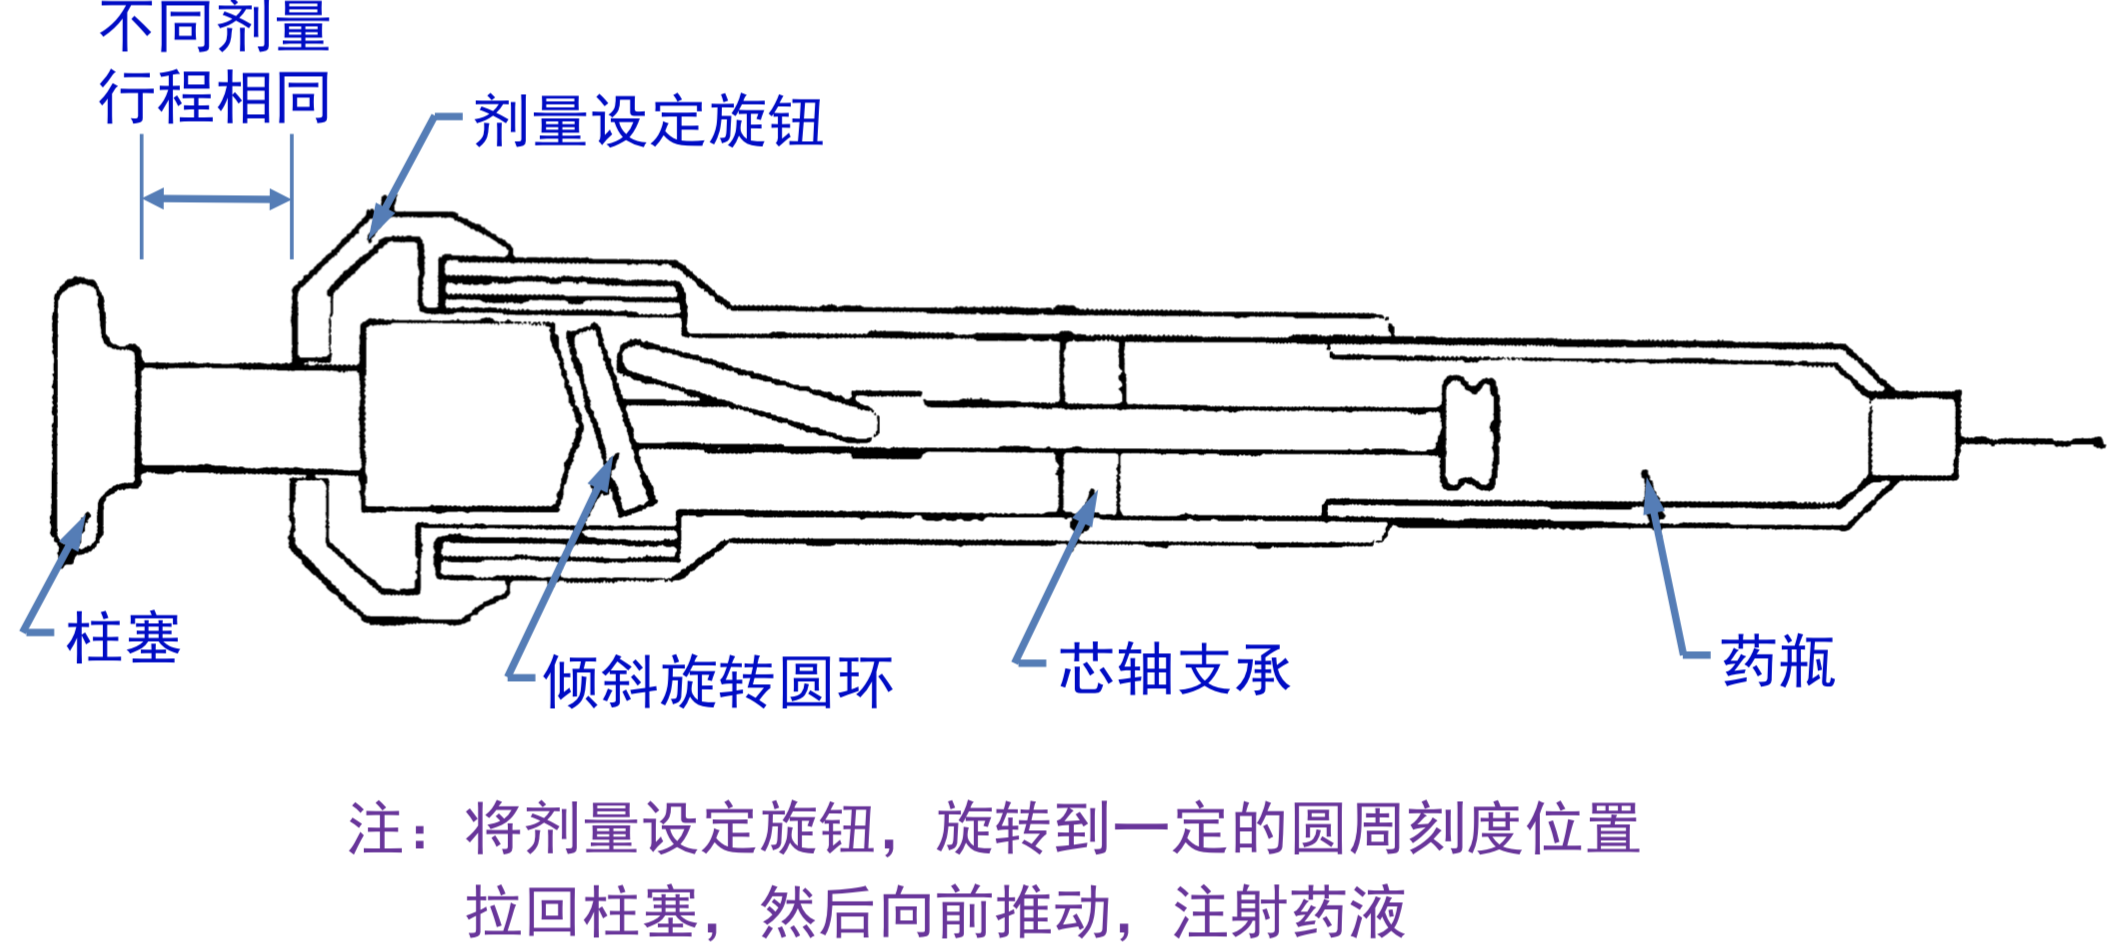 不同剂量
行程相同
剂量设定旋钮
柱塞
倾斜旋转圆环
芯轴支承
药瓶
注：将剂量设定旋钮，旋转到一定的圆周刻度位置
拉回柱塞，然后向前推动，注射药液